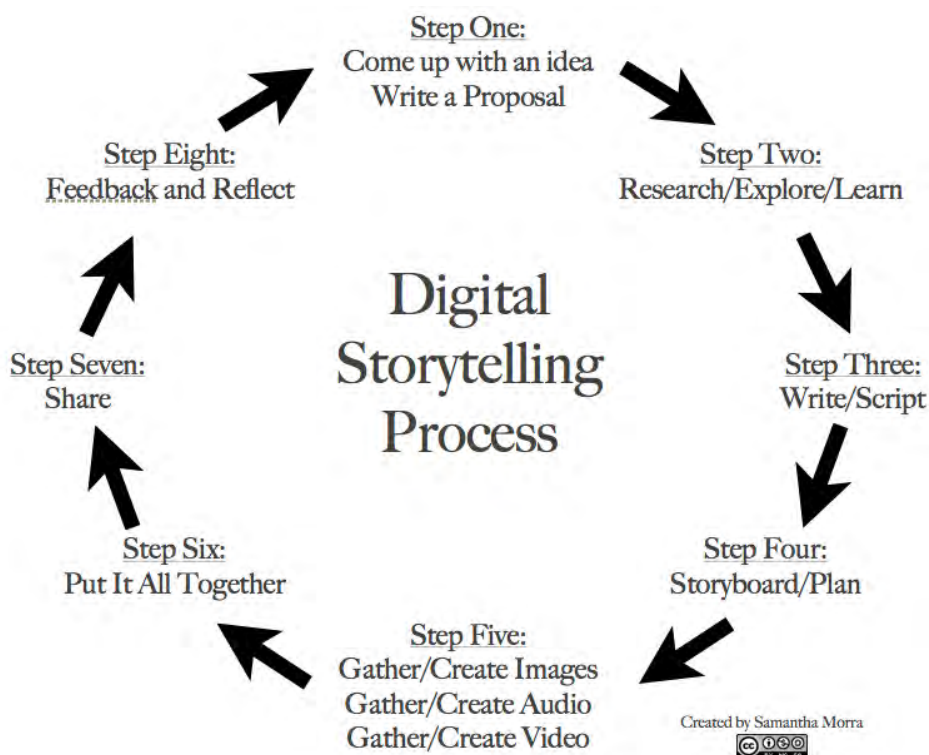 Step One:
Come up with an idea
Write a Proposal
Step Two:
Research/Explore/Learn
Step Three:
Write/Script
Step Four:
Storyboard/Plan
Step Five:
Gather/Create Images
Gather/Create Audio
Gather/Create Video
Step Six:
Put It All Together
Step Seven:
Share
Step Eight:
Feedback and Reflect
Digital
Storytelling
Process
Created by Samantha Morra